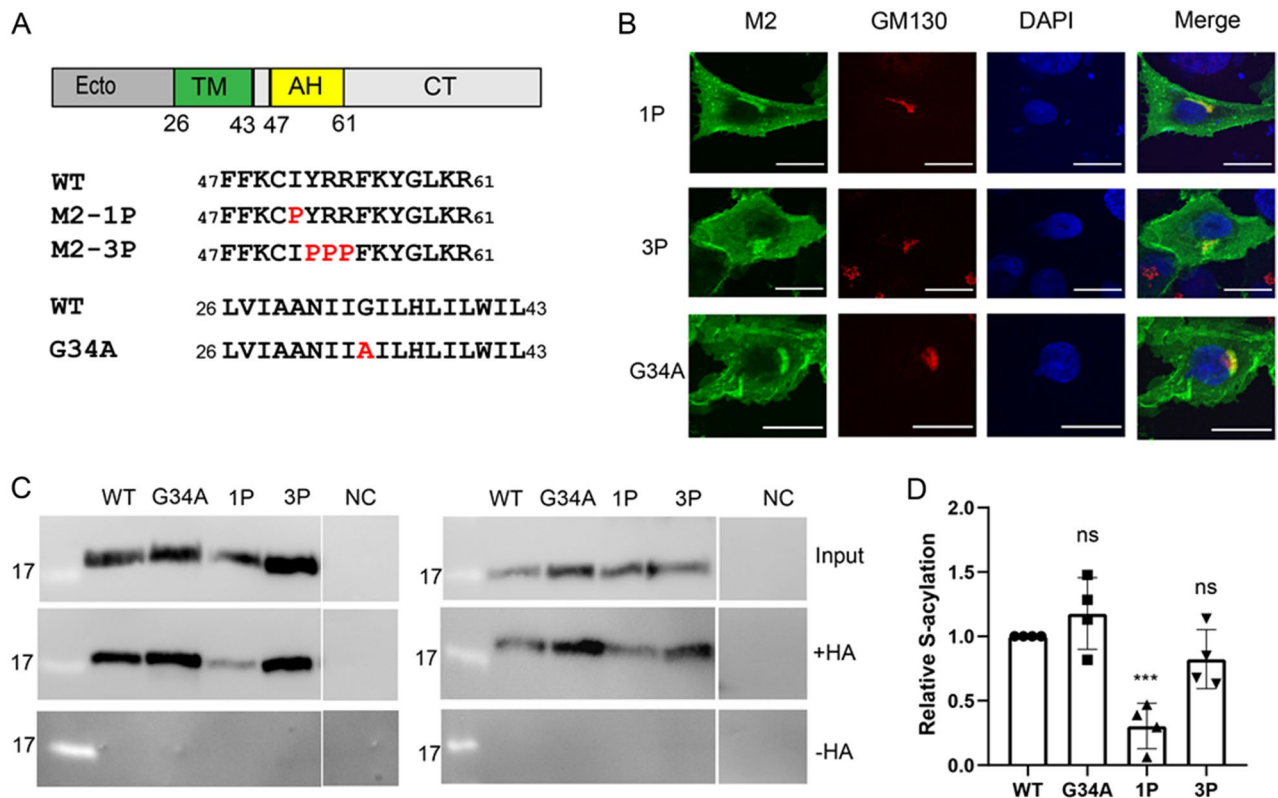 A
Ecto TM AH CT
26 43 47 61
WT 47FFKCIYRRFKYGLKR61
M2-1P 47FFKCPYRRFKYGLKR61
M2-3P 47FFKCIPPPFKYGLKR61
WT 26 LVIAANIIGILHLILWIL43
G34A 26 LVIAANIIAILHLILWIL43
B
M2 GM130 DAPI Merge
1P
3P
G34A
C
WT G34A 1P 3P NC WT G34A 1P 3P NC
17 17 Input
17 17 +HA
17 17 -HA
D
Relative S-acylation
2.0
1.5
1.0
0.5
0.0
ns
***
ns
WT G34A 1P 3P